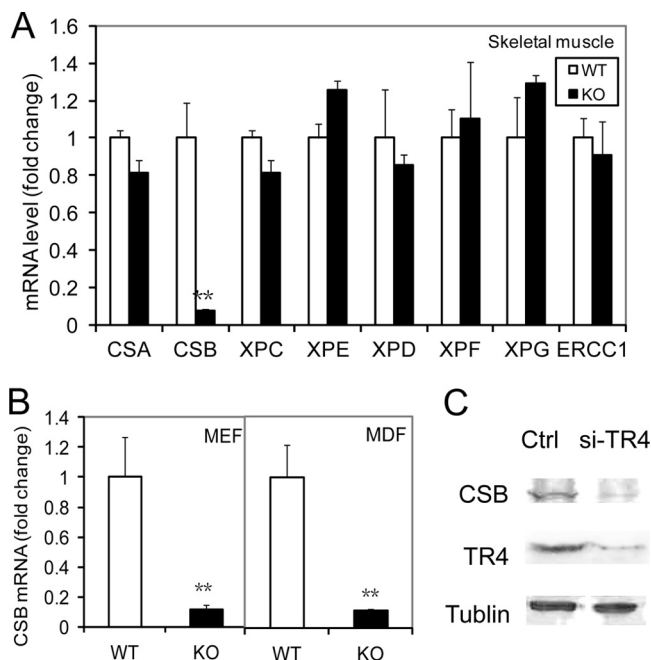 A
Skeletal muscle
WT
KO
mRNA level (fold change)
1.6
1.4
1.2
1
0.8
0.6
0.4
0.2
0
**
CSA CSB XPC XPE XPD XPF XPG ERCC1
B
CSB mRNA (fold change)
1.4
1.2
1
0.8
0.6
0.4
0.2
0
MEF
MDF
**
**
WT KO WT KO
C
Ctrl si-TR4
CSB
TR4
Tublin